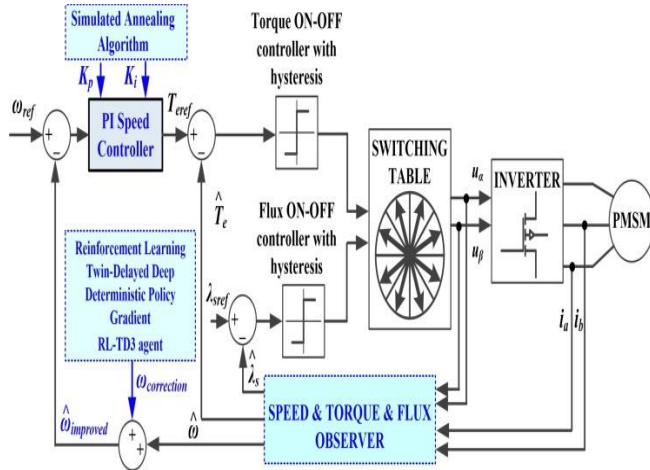 Simulated Annealing
Algorithm
Kp
Ki
ωref
+
−
PI Speed
Controller
Teref
+
−
Torque ON-OFF
controller with
hysteresis
T̂e
Flux ON-OFF
controller with
hysteresis
SWITCHING
TABLE
uα
uβ
INVERTER
PMSM
ia
ib
Reinforcement Learning
Twin-Delayed Deep
Deterministic Policy
Gradient
RL-TD3 agent
λsref
+
−
λ̂s
ωcorrection
ω̂improved
+
+
ω̂
SPEED & TORQUE & FLUX
OBSERVER